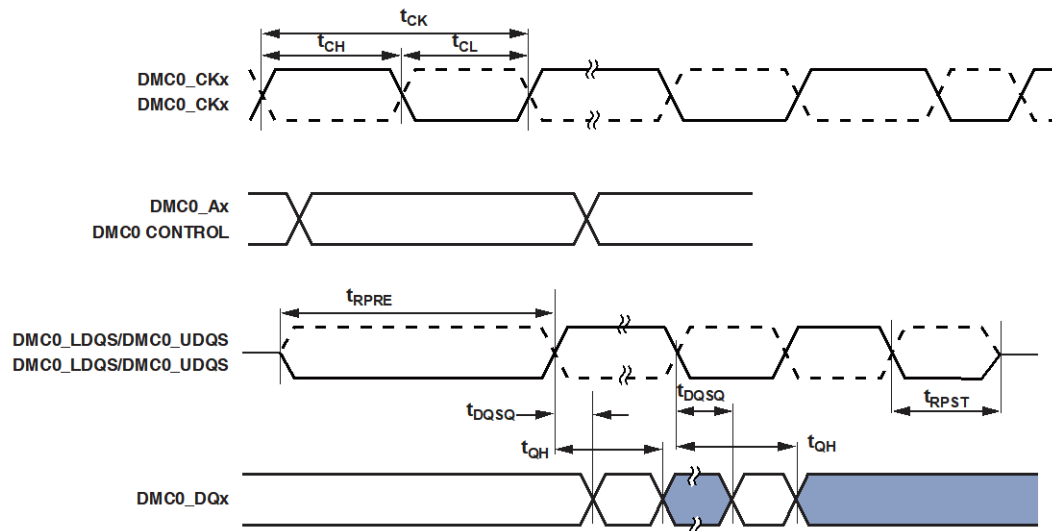 tCK
tCH
tCL
DMC0_CKx
DMC0_CKx
DMC0_Ax
DMC0 CONTROL
tRPRE
DMC0_LDQS/DMC0_UDQS
DMC0_LDQS/DMC0_UDQS
tDQSQ
tDQSQ
tRPST
tQH
tQH
DMC0_DQx